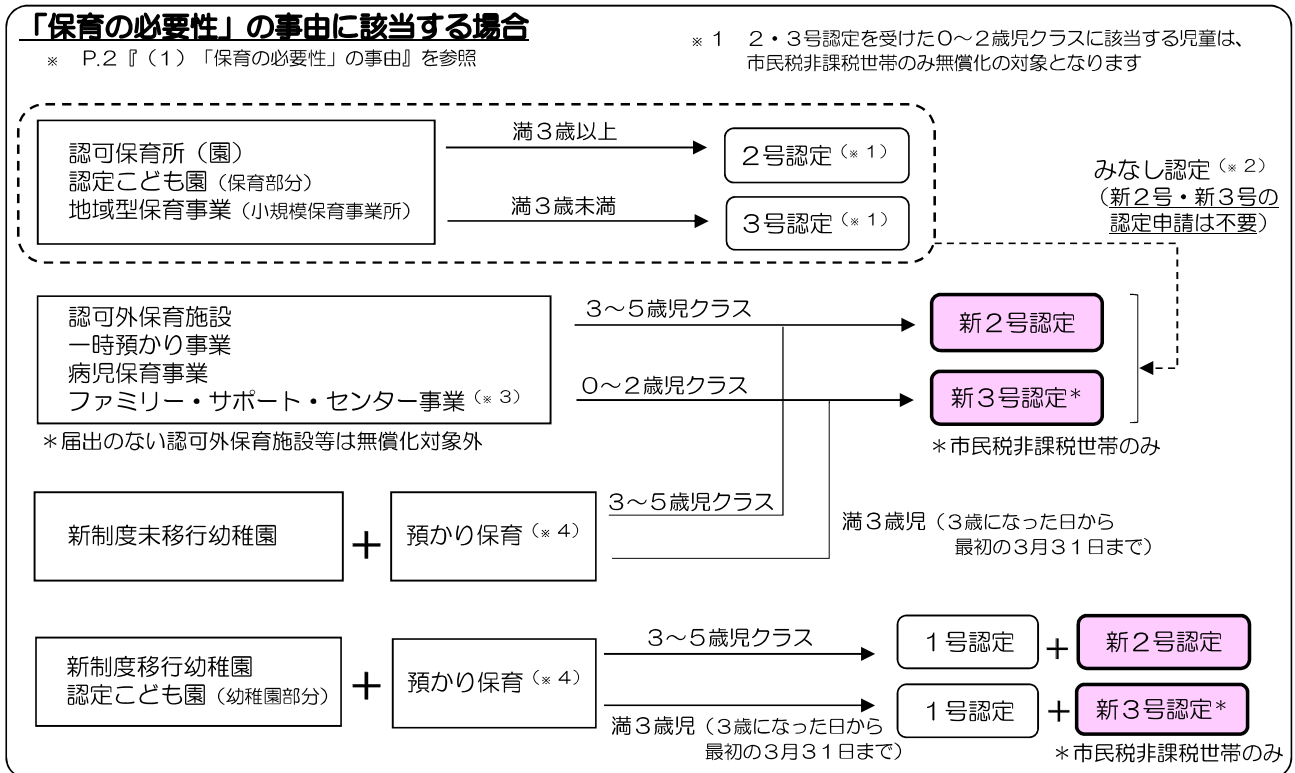 「保育の必要性」の事由に該当する場合
※ P.2『(1)「保育の必要性」の事由』を参照
※1 2・3号認定を受けた0~2歳児クラスに該当する児童は、
市民税非課税世帯のみ無償化の対象となります
認可保育所(園)
認定こども園(保育部分)
地域型保育事業(小規模保育事業所)
満3歳以上
2号認定(※1)
満3歳未満
3号認定(※1)
みなし認定(※2)
(新2号・新3号の
認定申請は不要)
認可外保育施設
一時預かり事業
病児保育事業
ファミリー・サポート・センター事業(※3)
3~5歳児クラス
新2号認定
0~2歳児クラス
新3号認定*
*届出のない認可外保育施設等は無償化対象外
*市民税非課税世帯のみ
新制度未移行幼稚園
+
預かり保育(※4)
3~5歳児クラス
満3歳児(3歳になった日から
最初の3月31日まで)
新制度移行幼稚園
認定こども園(幼稚園部分)
+
預かり保育(※4)
3~5歳児クラス
1号認定 + 新2号認定
満3歳児(3歳になった日から
最初の3月31日まで)
1号認定 + 新3号認定*
*市民税非課税世帯のみ